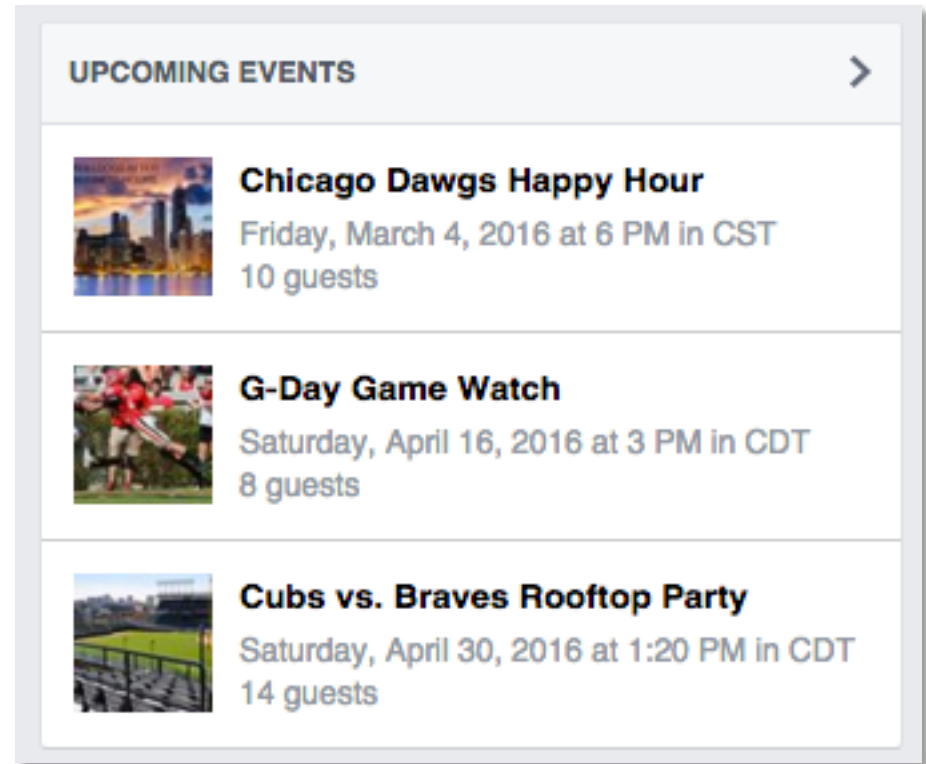 UPCOMING EVENTS
Chicago Dawgs Happy Hour
Friday, March 4, 2016 at 6 PM in CST
10 guests
G-Day Game Watch
Saturday, April 16, 2016 at 3 PM in CDT
8 guests
Cubs vs. Braves Rooftop Party
Saturday, April 30, 2016 at 1:20 PM in CDT
14 guests